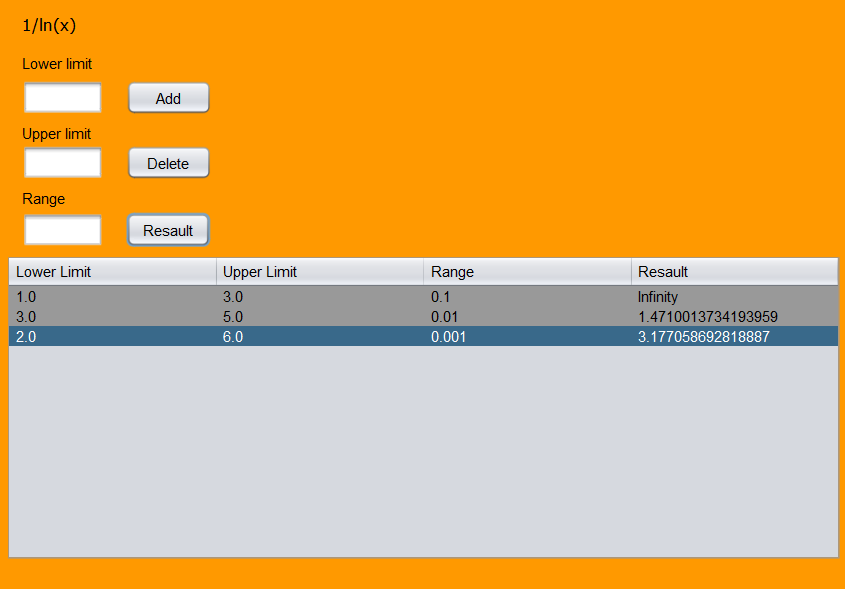 1/ln(x)
Lower limit
Add
Upper limit
Delete
Range
Resault
Lower Limit Upper Limit Range Resault
1.0 3.0 0.1 Infinity
3.0 5.0 0.01 1.4710013734193959
2.0 6.0 0.001 3.177058692818887